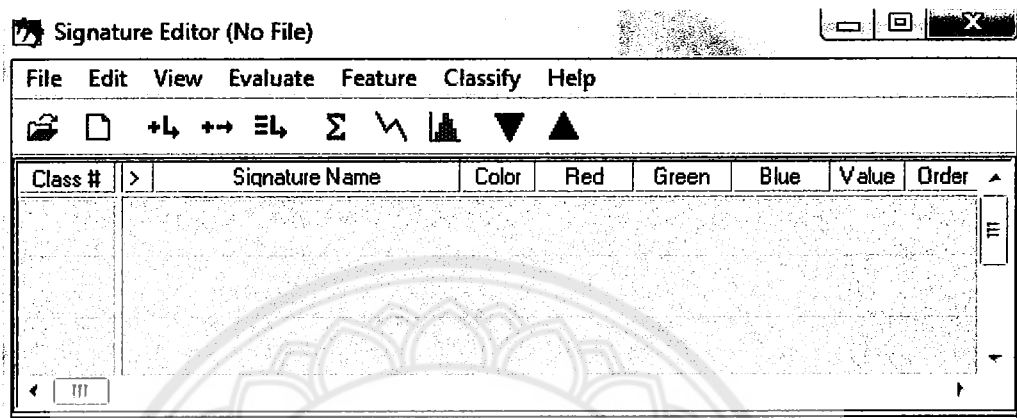 Signature Editor (No File)
File Edit View Evaluate Feature Classify Help
Class # > Signature Name Color Red Green Blue Value Order